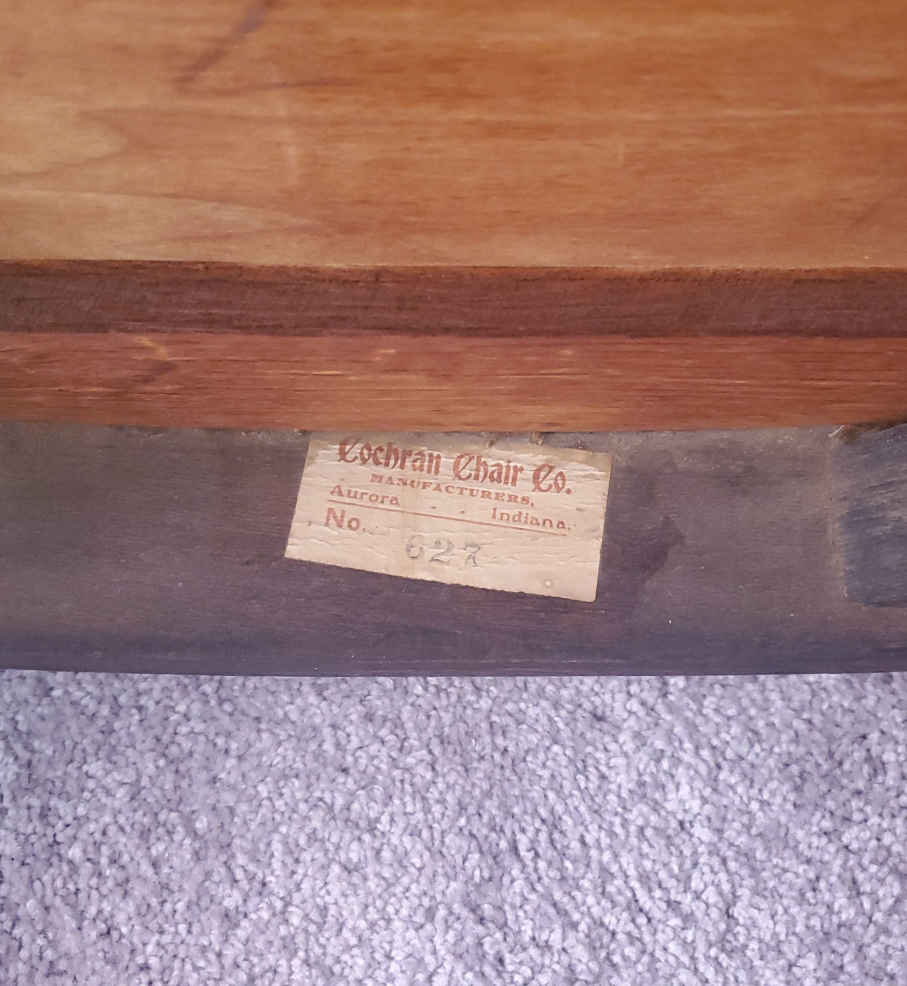 Cochran Chair Co.
MANUFACTURERS,
Aurora Indiana.
No. 627